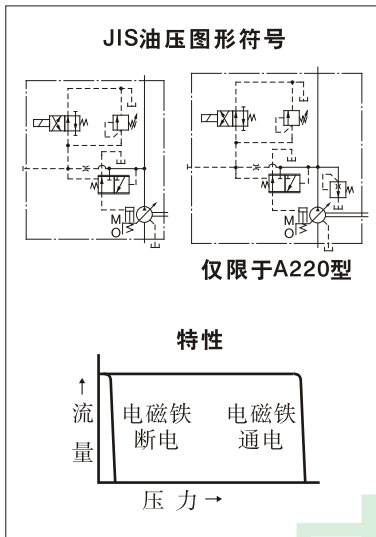 JIS油压图形符号
M
O
M
O
仅限于A220型
特性
↑
流
量
电磁铁
断电
电磁铁
通电
压 力→